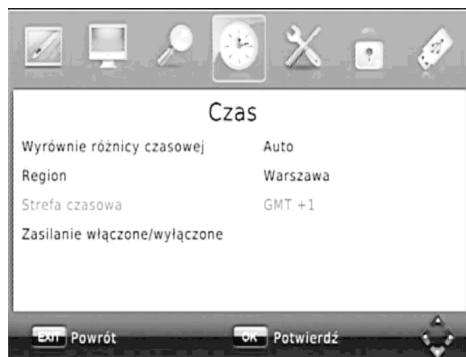 Czas
Wyrównie różnicy czasowej Auto
Region Warszawa
Strefa czasowa GMT +1
Zasilanie włączone/wyłączone
EXIT Powrót OK Potwierdź